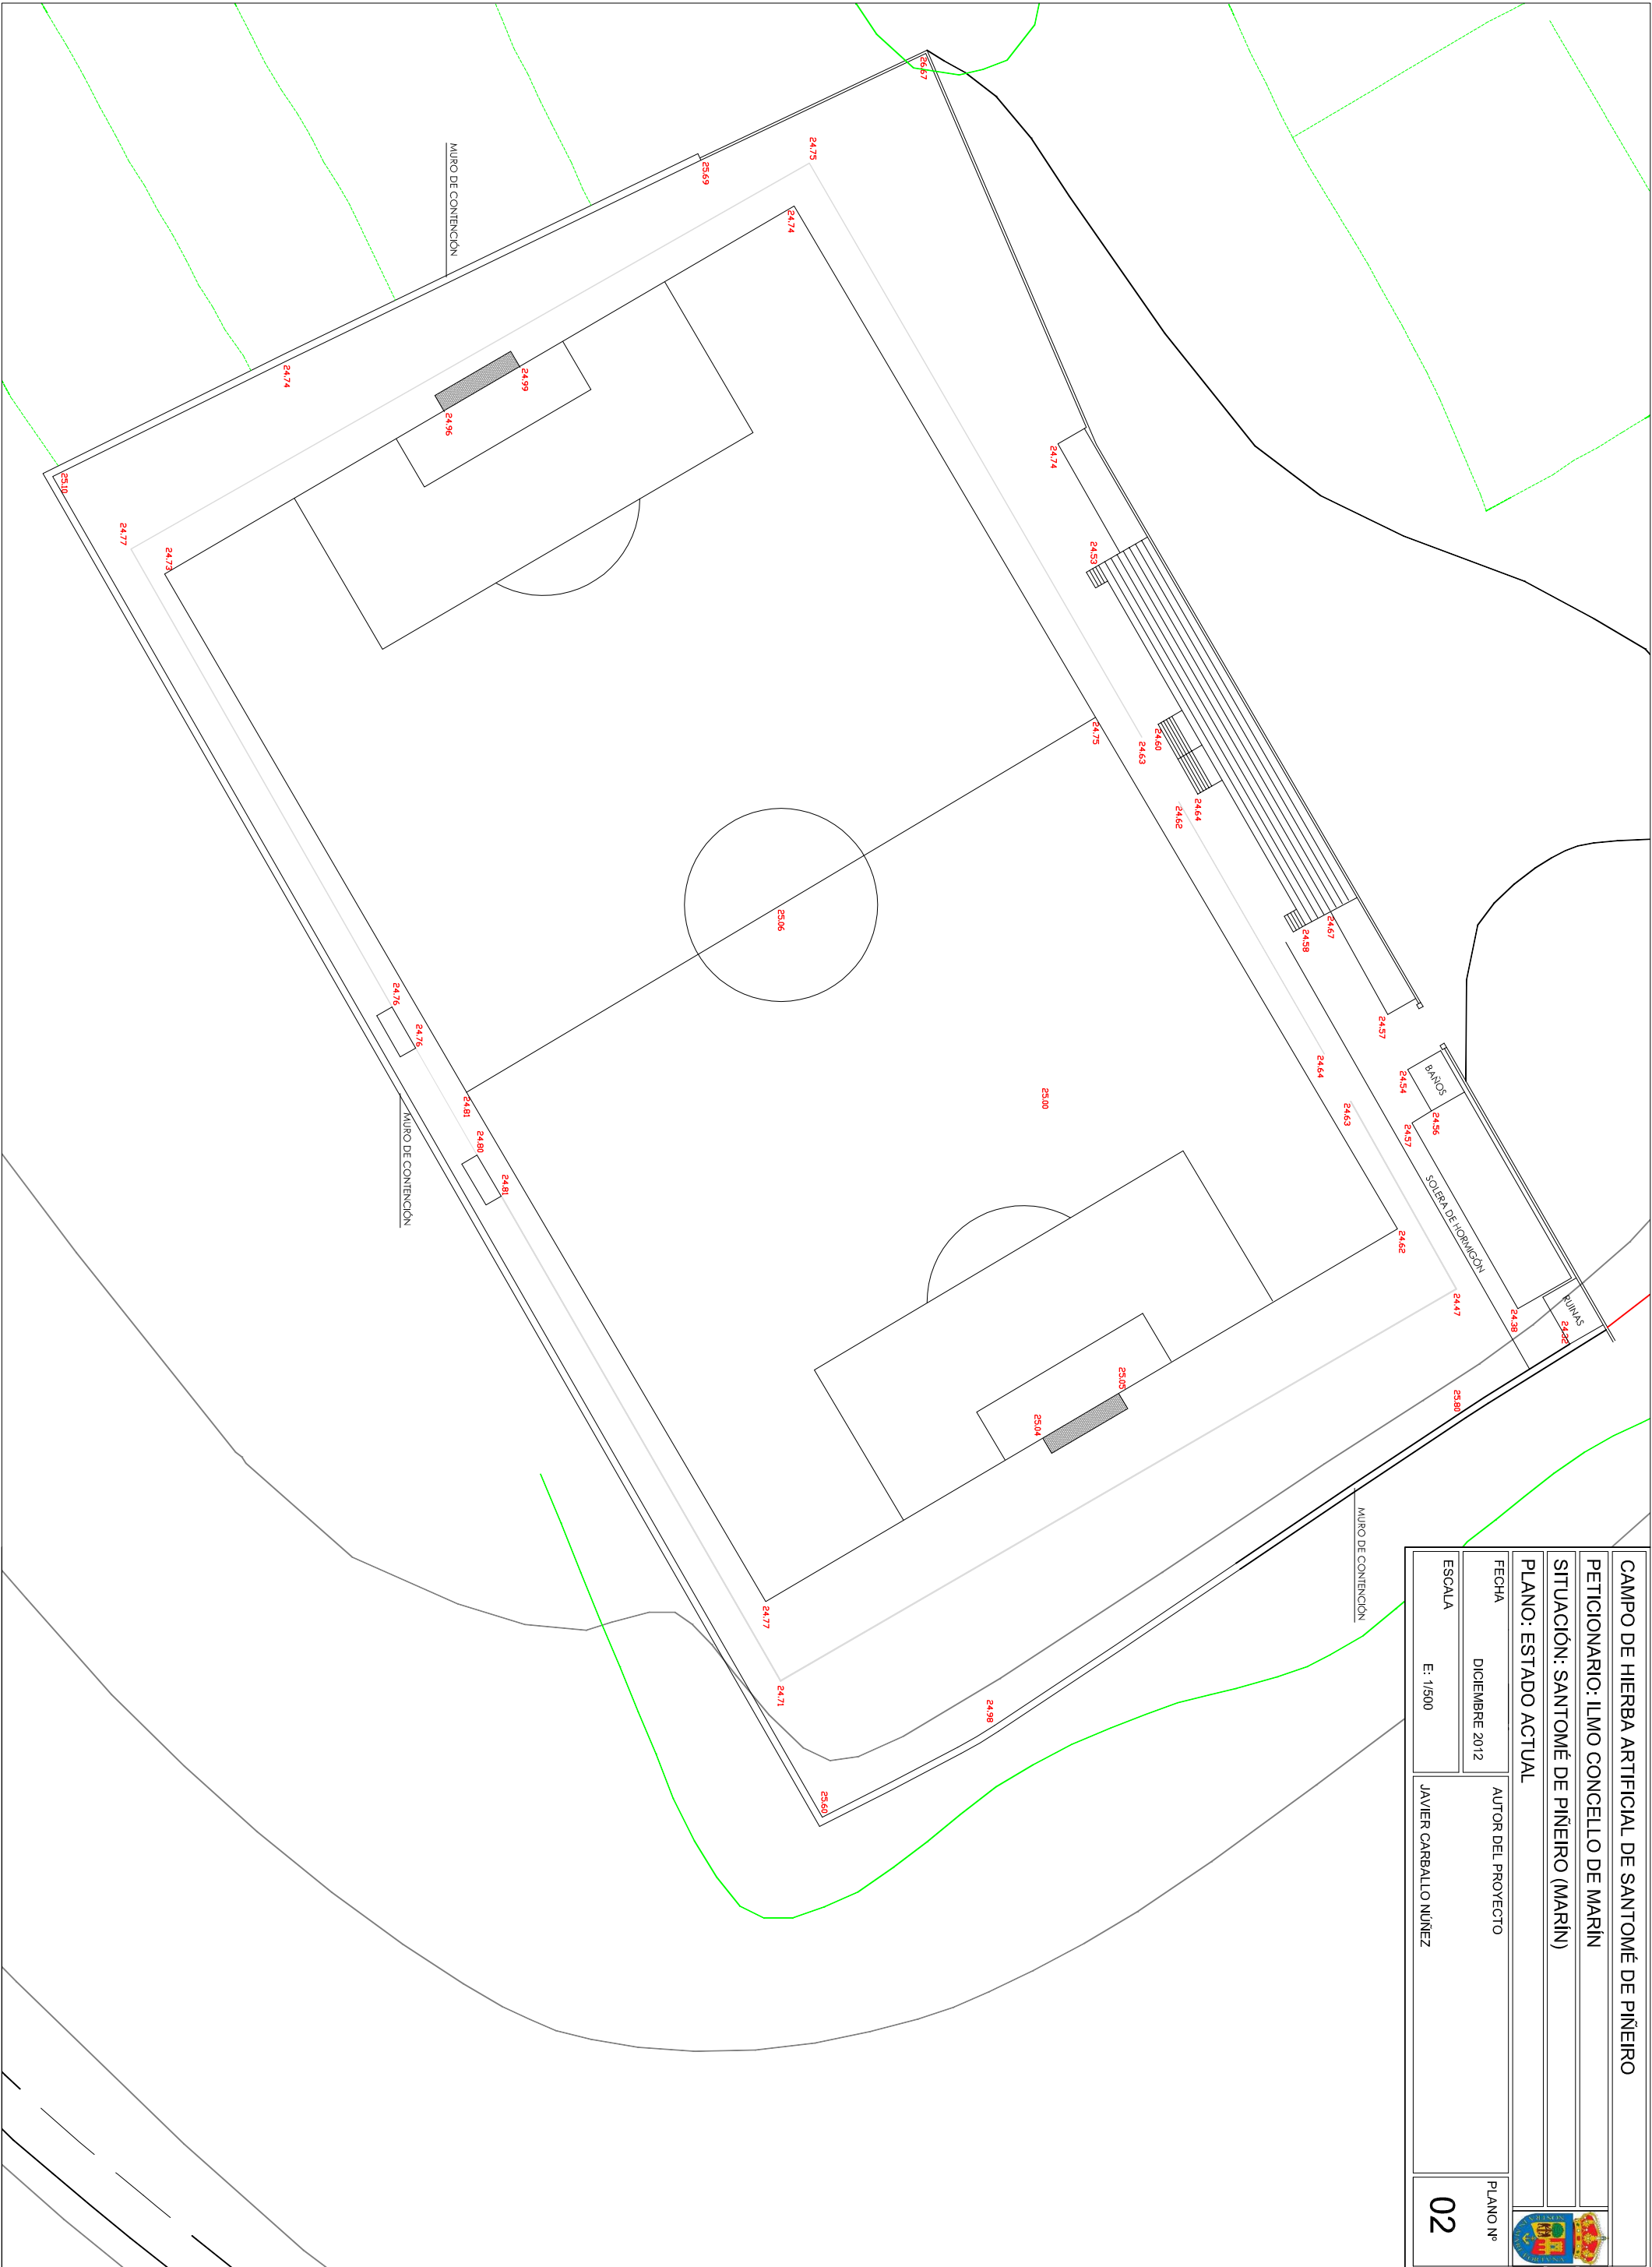 CAMPO DE HIERBA ARTIFICIAL DE SANTOMÉ DE PIÑEIRO
PETICIONARIO: ILMO CONCELLO DE MARÍN
SITUACIÓN: SANTOMÉ DE PIÑEIRO (MARÍN)
PLANO: ESTADO ACTUAL
FECHA
DICIEMBRE 2012
AUTOR DEL PROYECTO
PLANO Nº
ESCALA
E: 1/500
JAVIER CARBALLO NÚÑEZ
02
RUINAS
24.32
24.38
BAÑOS
24.54
24.56
24.57
SOLERA DE HORMIGÓN
25.80
24.47
24.62
24.57
24.67
24.58
24.64
24.63
MURO DE CONTENCIÓN
24.64
24.60
24.62
24.63
24.53
24.75
24.74
25.05
25.04
25.00
24.98
26.67
24.75
24.74
25.06
24.77
24.71
25.60
25.69
24.99
24.96
MURO DE CONTENCIÓN
24.81
24.80
24.81
24.76
24.76
MURO DE CONTENCIÓN
24.74
24.73
24.77
25.10